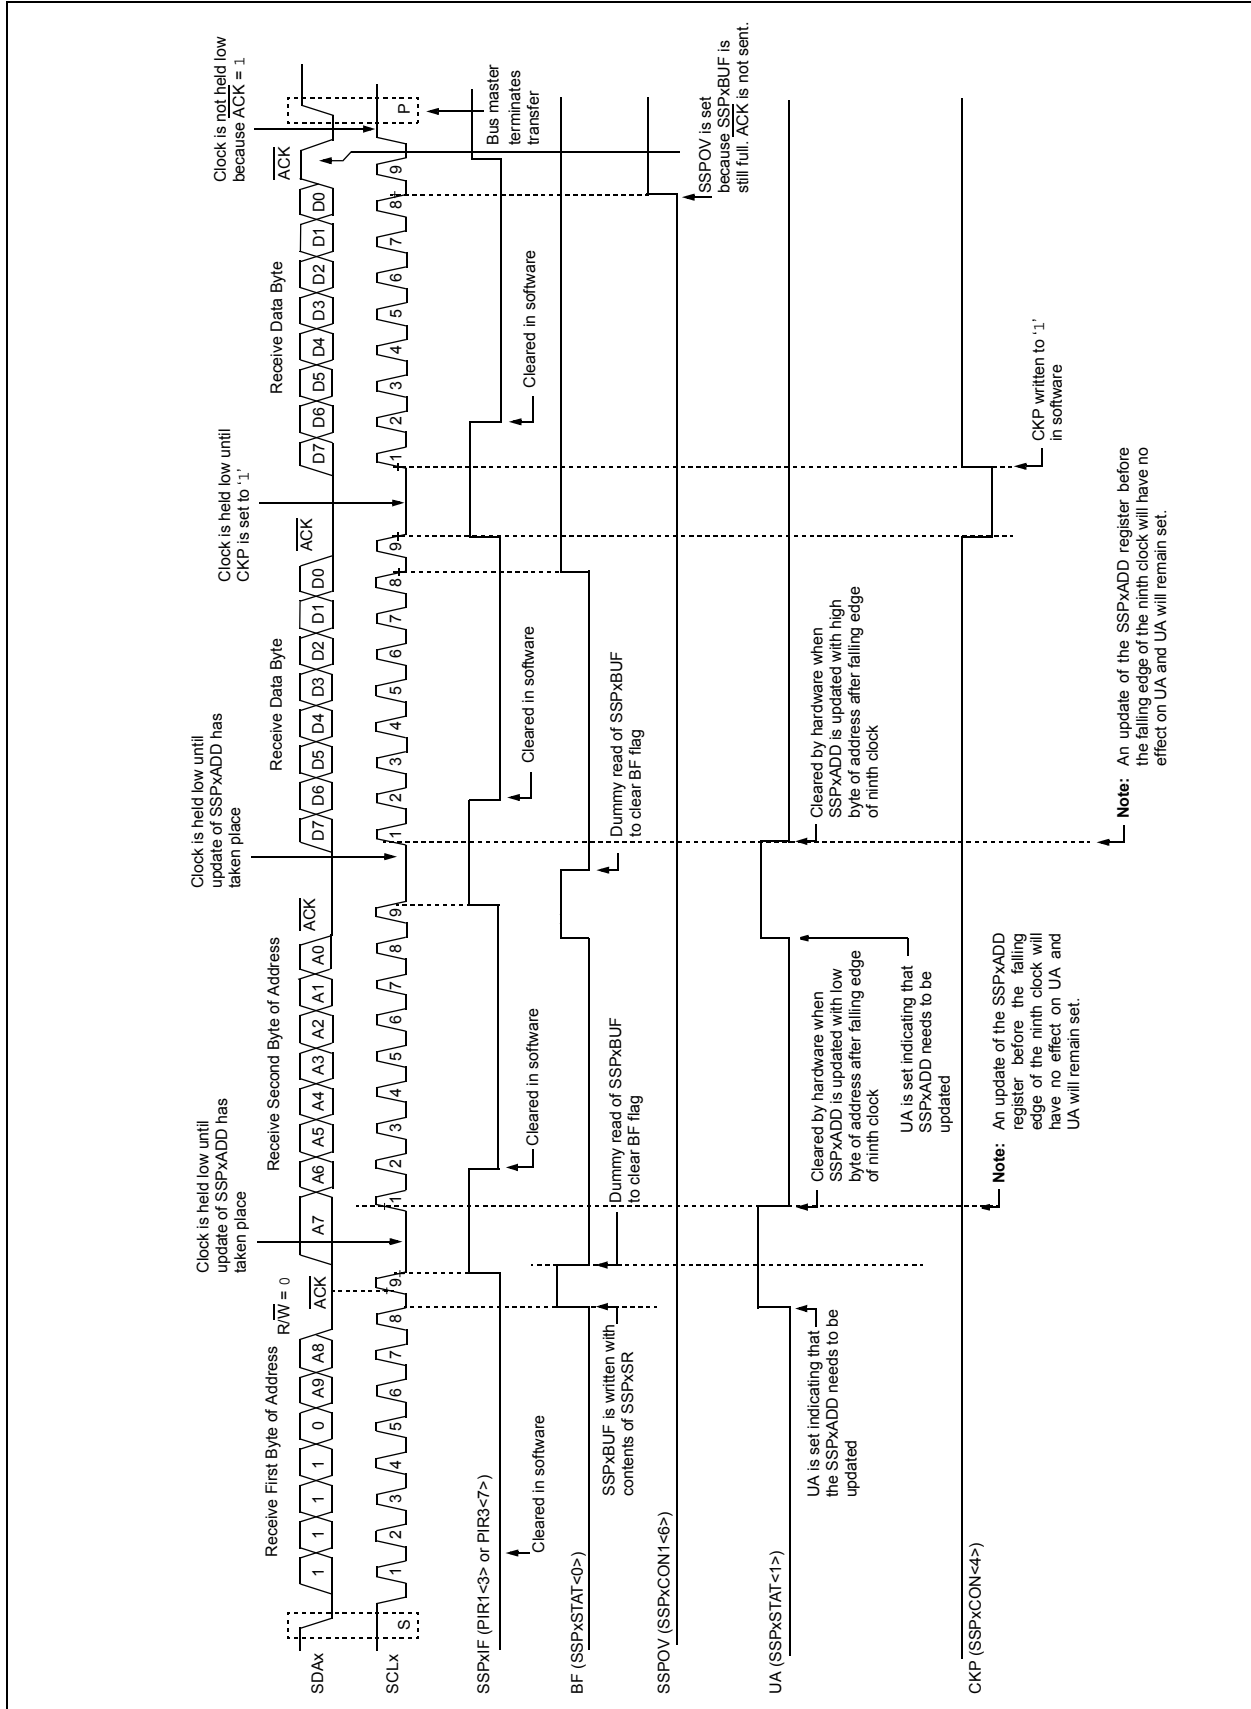 Clock is held low until
update of SSPxADD has
taken place
Clock is held low until
update of SSPxADD has
taken place
Clock is held low until
CKP is set to ‘1’
Clock is not held low
because ACK = 1
R/W = 0
Receive First Byte of Address
ACK
Receive Second Byte of Address
ACK
Receive Data Byte
ACK
Receive Data Byte
ACK
SDAx
1 1 1 1 0 A9 A8 A7 A6 A5 A4 A3 A2 A1 A0 D7 D6 D5 D4 D3 D2 D1 D0 D7 D6 D5 D4 D3 D2 D1 D0
SCLx
S 1 2 3 4 5 6 7 8 9 1 2 3 4 5 6 7 8 9 1 2 3 4 5 6 7 8 9 1 2 3 4 5 6 7 8 9 P
Bus master
terminates
transfer
SSPxIF (PIR1<3> or PIR3<7>)
Cleared in software
Cleared in software
Cleared in software
Cleared in software
BF (SSPxSTAT<0>)
SSPxBUF is written with
contents of SSPxSR
Dummy read of SSPxBUF
to clear BF flag
Dummy read of SSPxBUF
to clear BF flag
SSPOV (SSPxCON1<6>)
SSPOV is set
because SSPxBUF is
still full. ACK is not sent.
UA (SSPxSTAT<1>)
UA is set indicating that
the SSPxADD needs to be
updated
Cleared by hardware when
SSPxADD is updated with low
byte of address after falling edge
of ninth clock
UA is set indicating that
SSPxADD needs to be
updated
Cleared by hardware when
SSPxADD is updated with high
byte of address after falling edge
of ninth clock
CKP (SSPxCON<4>)
CKP written to ‘1’
in software
Note: An update of the SSPxADD
register before the falling
edge of the ninth clock will
have no effect on UA and
UA will remain set.
Note: An update of the SSPxADD register before
the falling edge of the ninth clock will have no
effect on UA and UA will remain set.